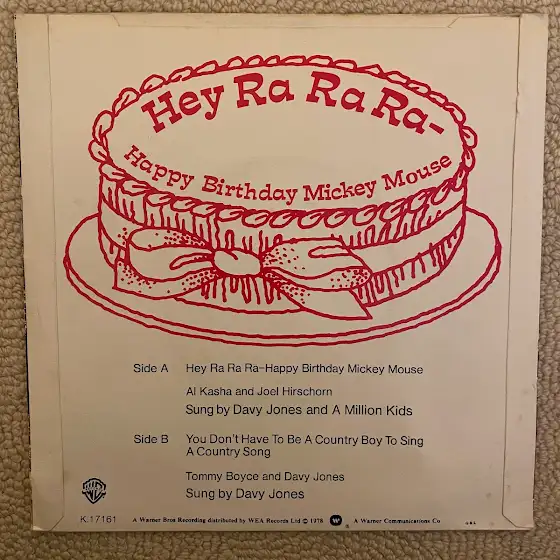 Hey Ra Ra Ra-
Happy Birthday Mickey Mouse
Side A Hey Ra Ra Ra–Happy Birthday Mickey Mouse
Al Kasha and Joel Hirschorn
Sung by Davy Jones and A Million Kids
Side B You Don't Have To Be A Country Boy To Sing
A Country Song
Tommy Boyce and Davy Jones
Sung by Davy Jones
K.17161 A Warner Bros Recording distributed by WEA Records Ltd ℗ 1978 A Warner Communications Co